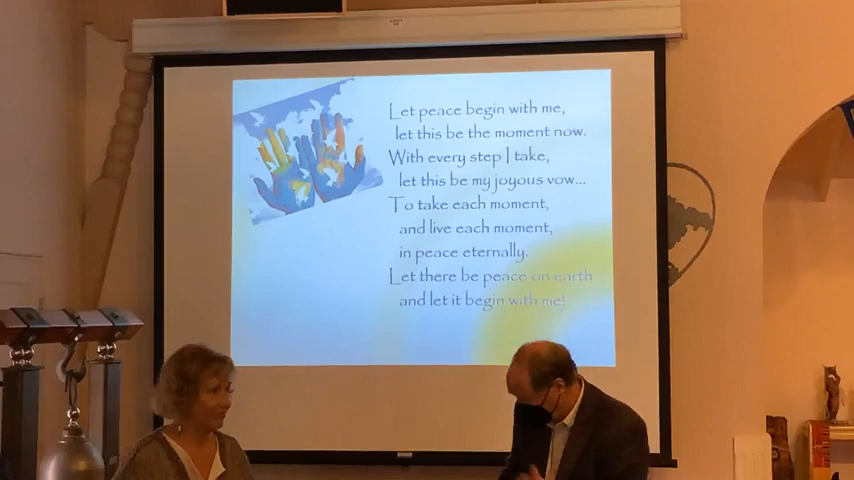 Let peace begin with me,
let this be the moment now.
With every step I take,
let this be my joyous vow...
To take each moment,
and live each moment,
in peace eternally.
Let there be peace on earth
and let it begin with me!